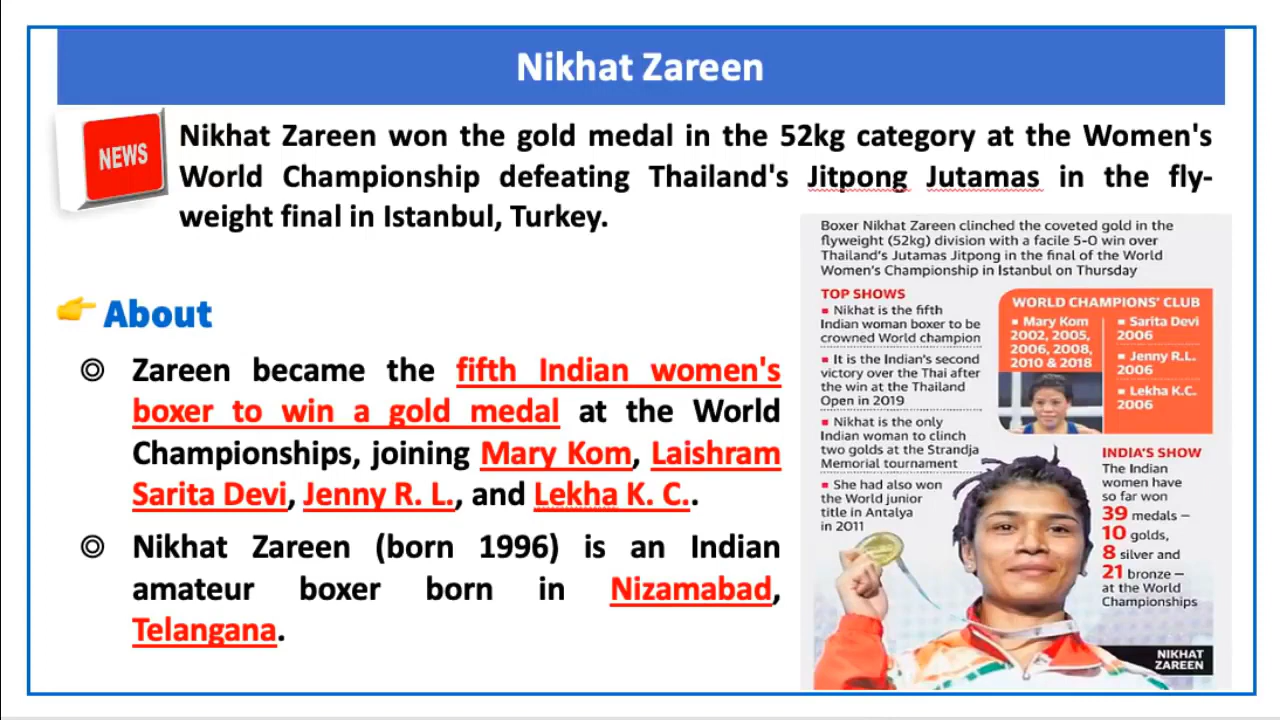 Nikhat Zareen
NEWS
Nikhat Zareen won the gold medal in the 52kg category at the Women's
World Championship defeating Thailand's Jitpong Jutamas in the fly-
weight final in Istanbul, Turkey.
About
Zareen became the fifth Indian women's
boxer to win a gold medal at the World
Championships, joining Mary Kom, Laishram
Sarita Devi, Jenny R. L., and Lekha K. C..
Nikhat Zareen (born 1996) is an Indian
amateur boxer born in Nizamabad,
Telangana.
Boxer Nikhat Zareen clinched the coveted gold in the
flyweight (52kg) division with a facile 5-0 win over
Thailand's Jutamas Jitpong in the final of the World
Women's Championship in Istanbul on Thursday
TOP SHOWS
Nikhat is the fifth
Indian woman boxer to be
crowned World champion
It is the Indian's second
victory over the Thai after
the win at the Thailand
Open in 2019
Nikhat is the only
Indian woman to clinch
two golds at the Strandja
Memorial tournament
She had also won
the World junior
title in Antalya
in 2011
WORLD CHAMPIONS' CLUB
Mary Kom
2002, 2005,
2006, 2008,
2010 & 2018
Sarita Devi
2006
Jenny R.L.
2006
Lekha K.C.
2006
INDIA'S SHOW
The Indian
women have
so far won
39 medals –
10 golds,
8 silver and
21 bronze –
at the World
Championships
NIKHAT
ZAREEN